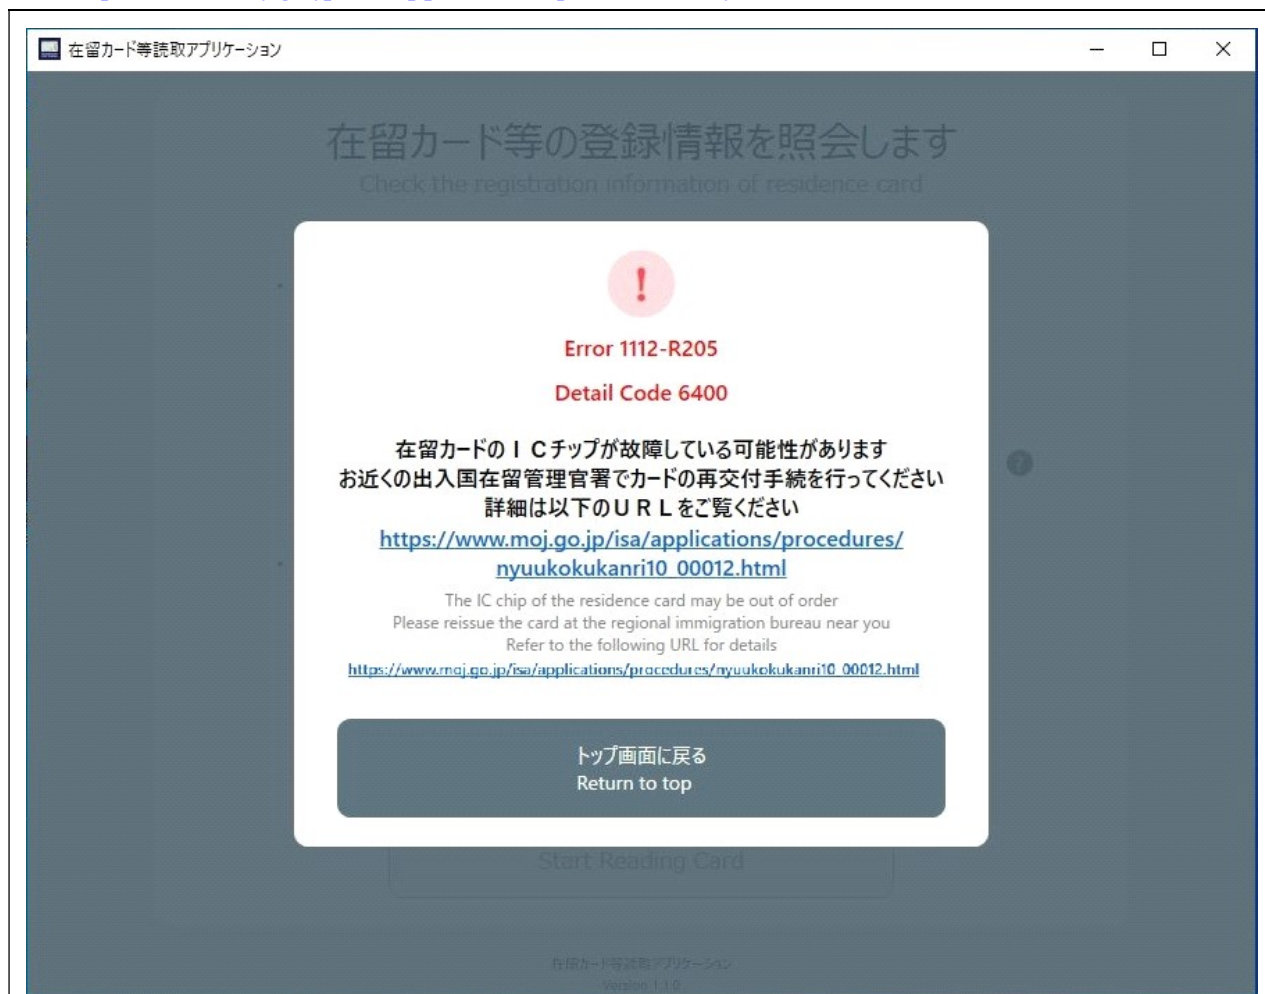 在留カード等読取アプリケーション
在留カード等の登録情報を照会します
Check the registration information of residence card
!
Error 1112-R205
Detail Code 6400
在留カードのＩＣチップが故障している可能性があります
お近くの出入国在留管理官署でカードの再交付手続を行ってください
詳細は以下のＵＲＬをご覧ください
https://www.moj.go.jp/isa/applications/procedures/
nyuukokukanri10_00012.html
The IC chip of the residence card may be out of order
Please reissue the card at the regional immigration bureau near you
Refer to the following URL for details
https://www.moj.go.jp/isa/applications/procedures/nyuukokukanri10_00012.html
トップ画面に戻る
Return to top
Start Reading Card
在留カード等読取アプリケーション
Version 1.1.0